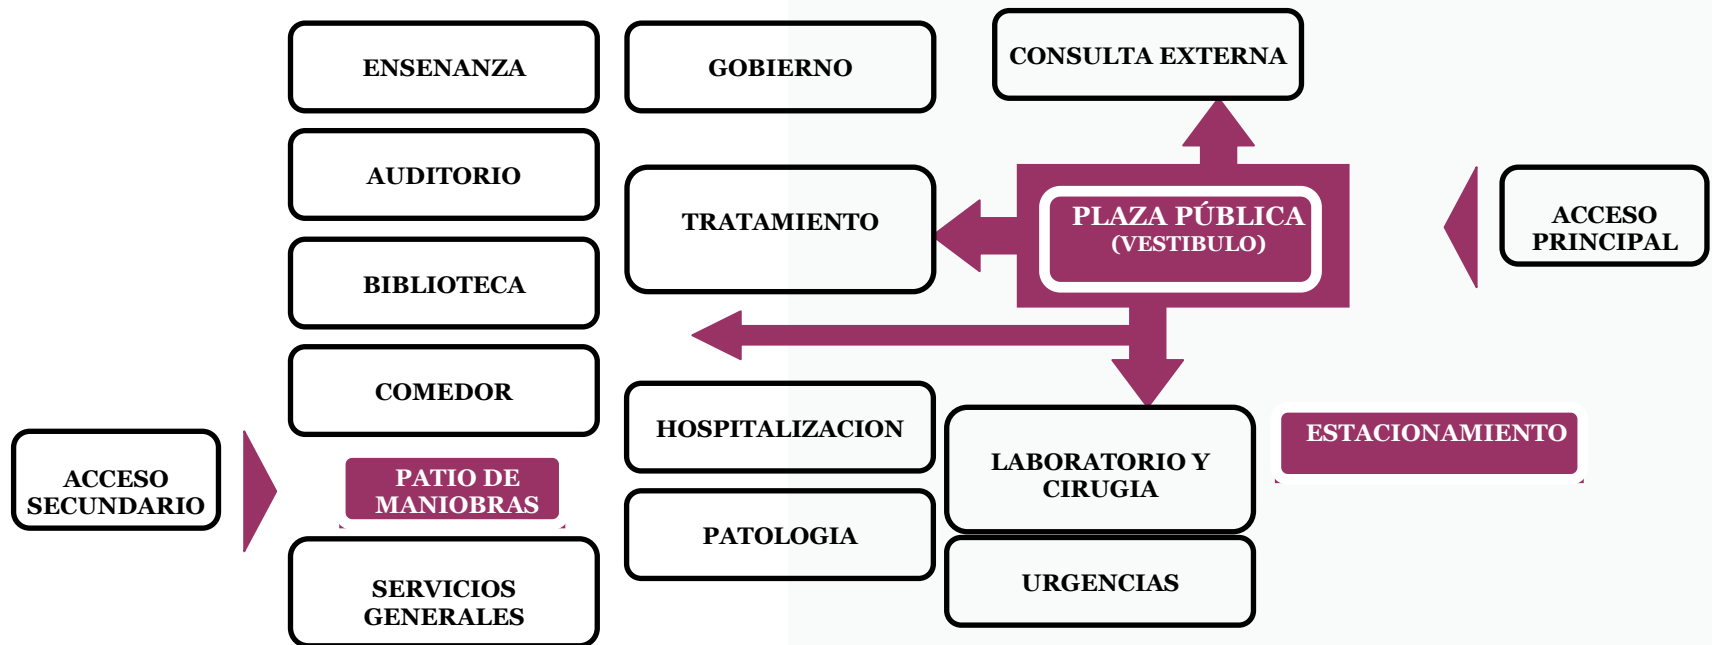 ENSENANZA
GOBIERNO
CONSULTA EXTERNA
AUDITORIO
TRATAMIENTO
PLAZA PÚBLICA
(VESTIBULO)
ACCESO
PRINCIPAL
BIBLIOTECA
COMEDOR
HOSPITALIZACION
ESTACIONAMIENTO
LABORATORIO Y
CIRUGIA
ACCESO
SECUNDARIO
PATIO DE
MANIOBRAS
PATOLOGIA
URGENCIAS
SERVICIOS
GENERALES